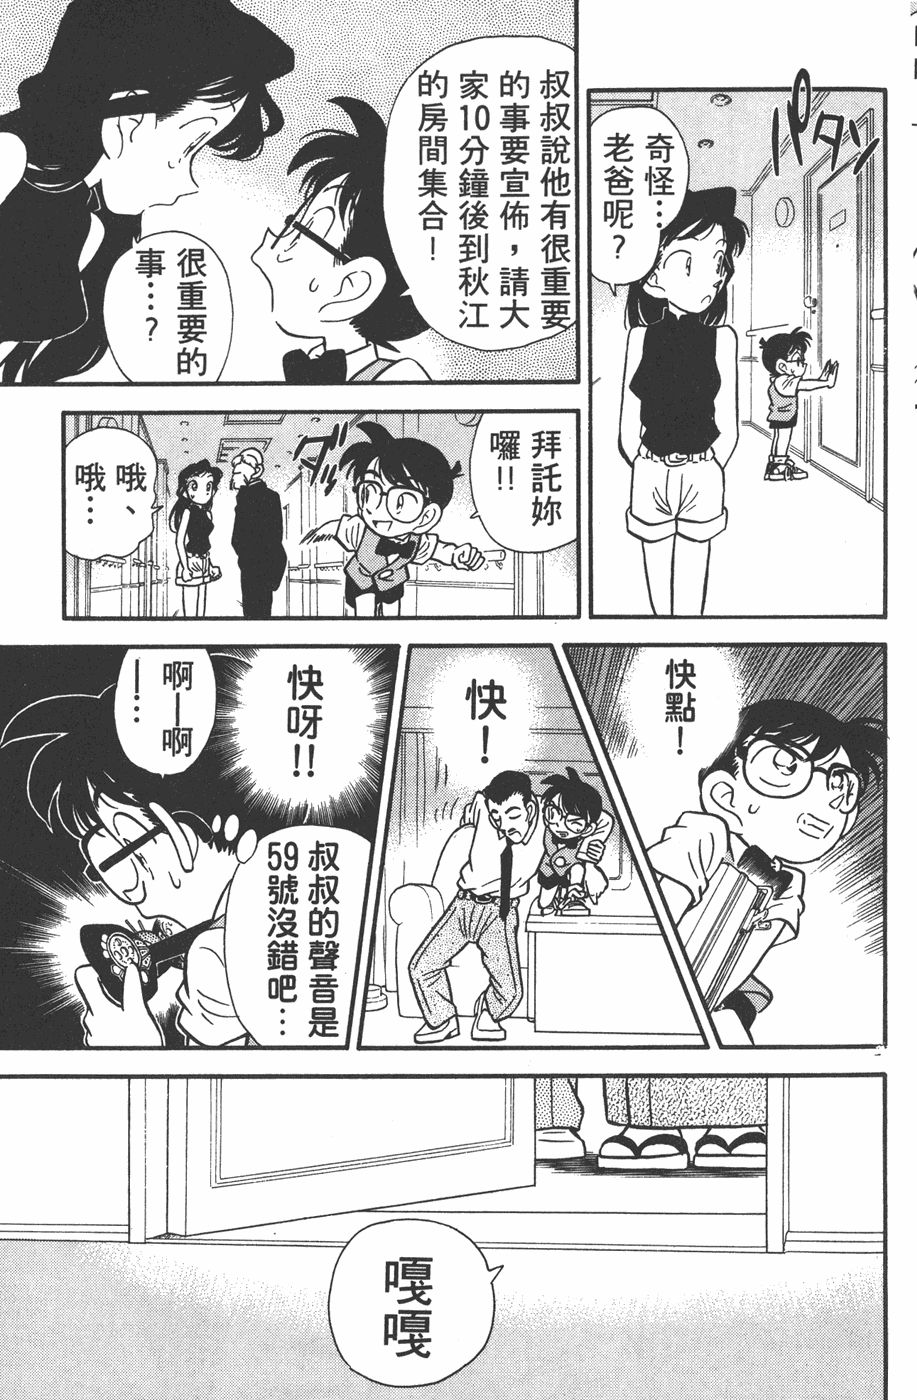 バタン
奇怪…
老爸呢?
叔叔說他有很重要
的事要宣佈,請大
家10分鐘後到秋江
的房間集合!
很重要的
事…?
拜託妳
囉!!
哦、
哦…
快點!
快!
快呀!!
啊—啊
—…
叔叔的聲音是
59號沒錯吧…
嘎
嘎